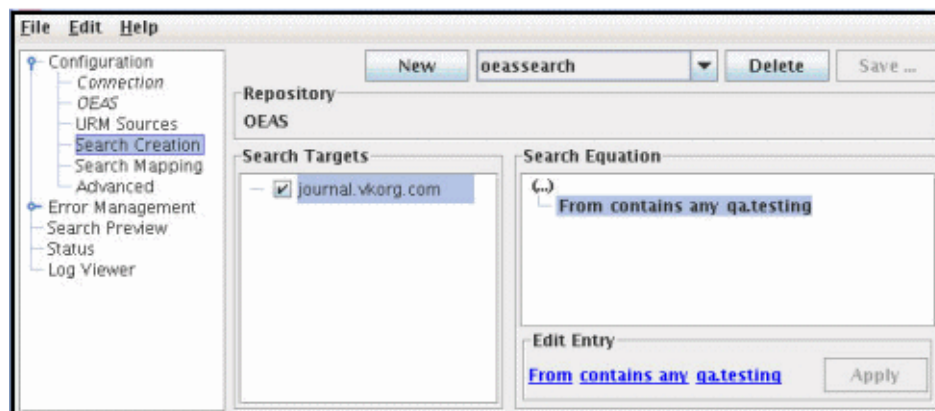 File Edit Help
Configuration
Connection
OEAS
URM Sources
Search Creation
Search Mapping
Advanced
Error Management
Search Preview
Status
Log Viewer
New oeassearch Delete Save ...
Repository
OEAS
Search Targets
journal.vkorg.com
Search Equation
(..)
From contains any qa.testing
Edit Entry
From contains any qa.testing Apply